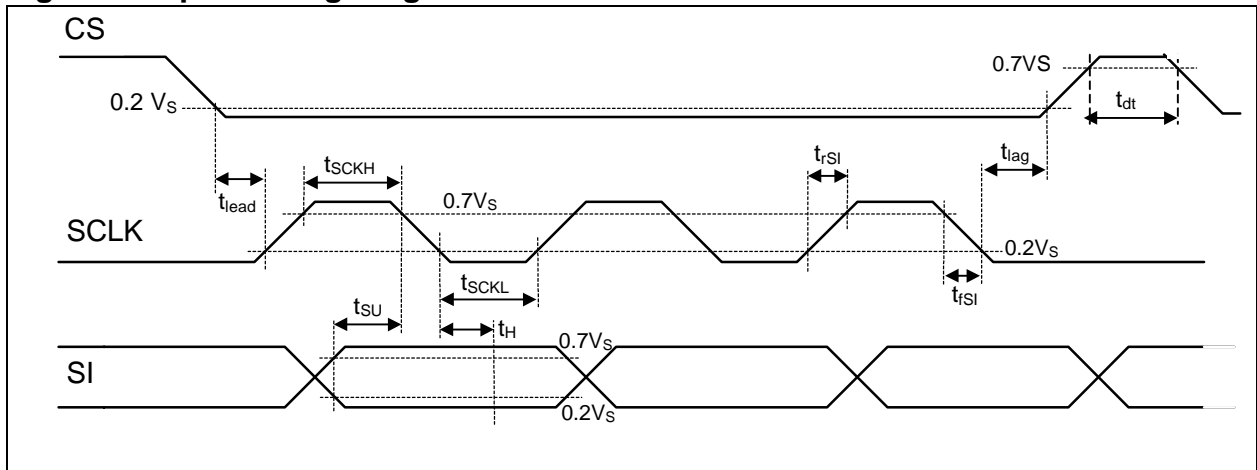 CS
0.7VS
0.2 VS
tdt
tSCKH
trSI
tlag
tlead
0.7VS
SCLK
0.2VS
tSCKL
tfSI
tSU
tH
0.7VS
SI
0.2VS